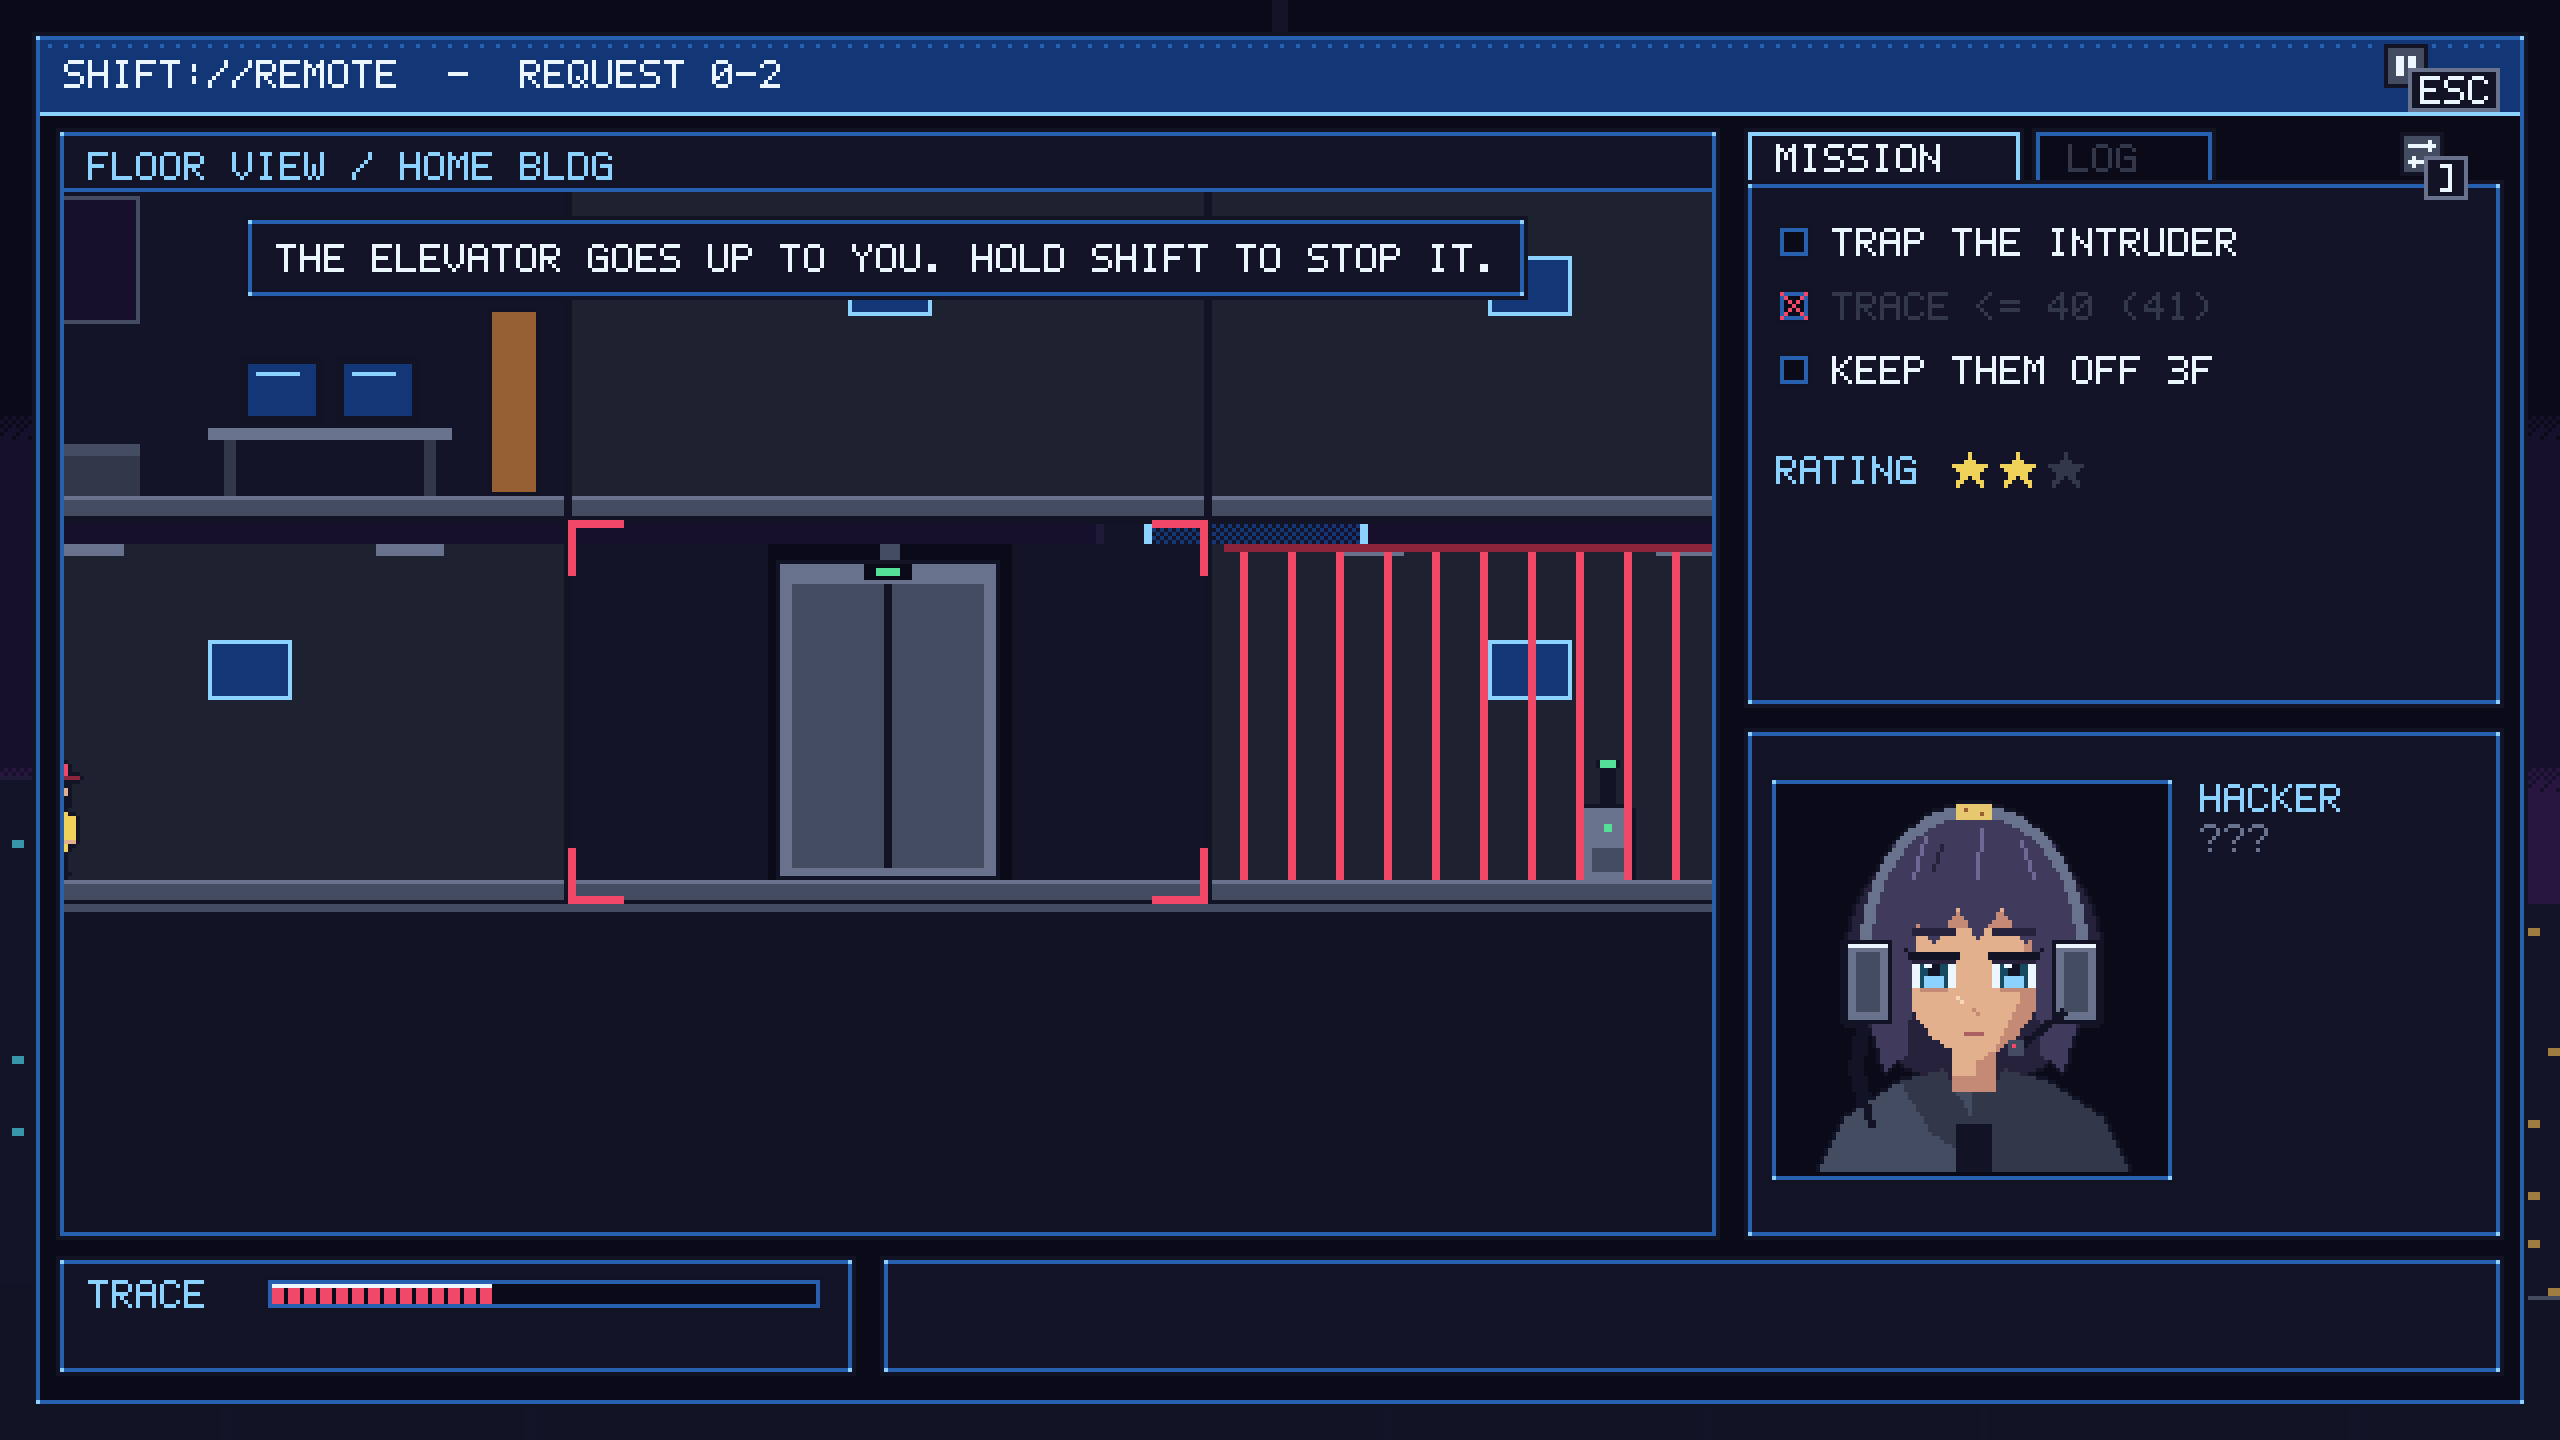 SHIFT://REMOTE - REQUEST 0-2
ESC
FLOOR VIEW / HOME BLDG
THE ELEVATOR GOES UP TO YOU. HOLD SHIFT TO STOP IT.
MISSION
LOG
]
TRAP THE INTRUDER
TRACE <= 40 (41)
KEEP THEM OFF 3F
RATING
HACKER
???
TRACE